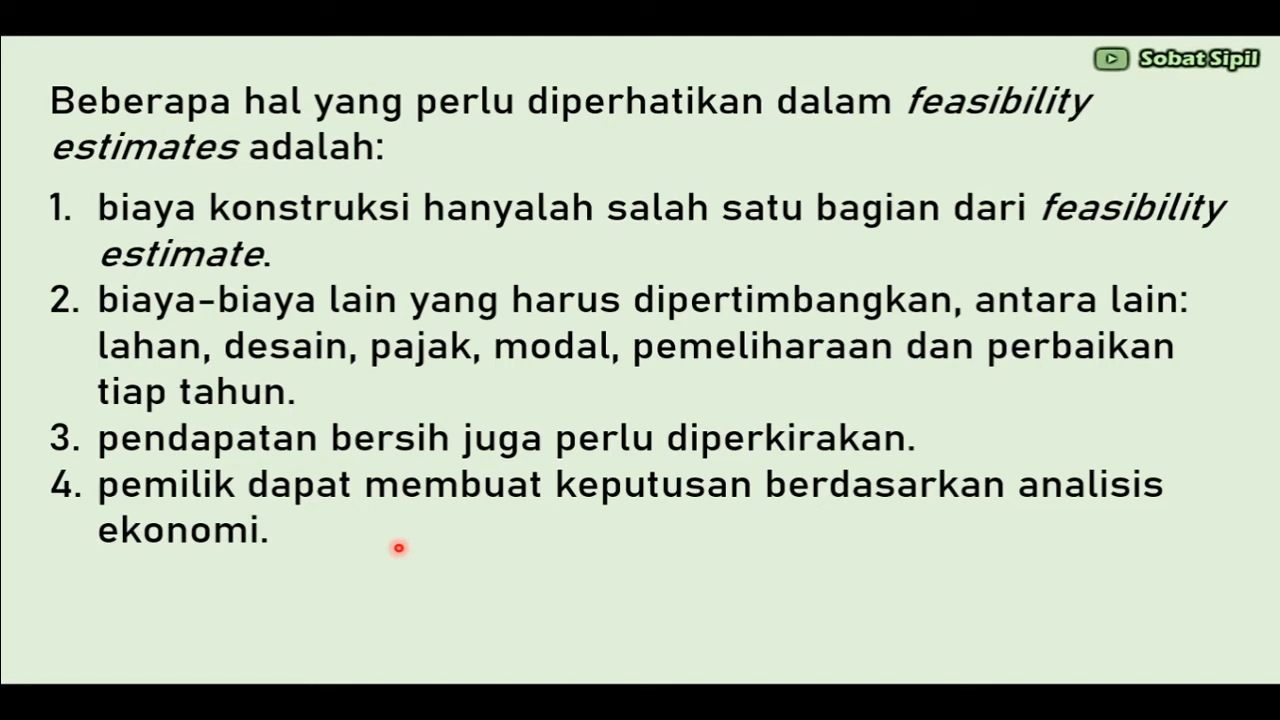 Sobat Sipil
Beberapa hal yang perlu diperhatikan dalam feasibility
estimates adalah:
1. biaya konstruksi hanyalah salah satu bagian dari feasibility
estimate.
2. biaya-biaya lain yang harus dipertimbangkan, antara lain:
lahan, desain, pajak, modal, pemeliharaan dan perbaikan
tiap tahun.
3. pendapatan bersih juga perlu diperkirakan.
4. pemilik dapat membuat keputusan berdasarkan analisis
ekonomi.